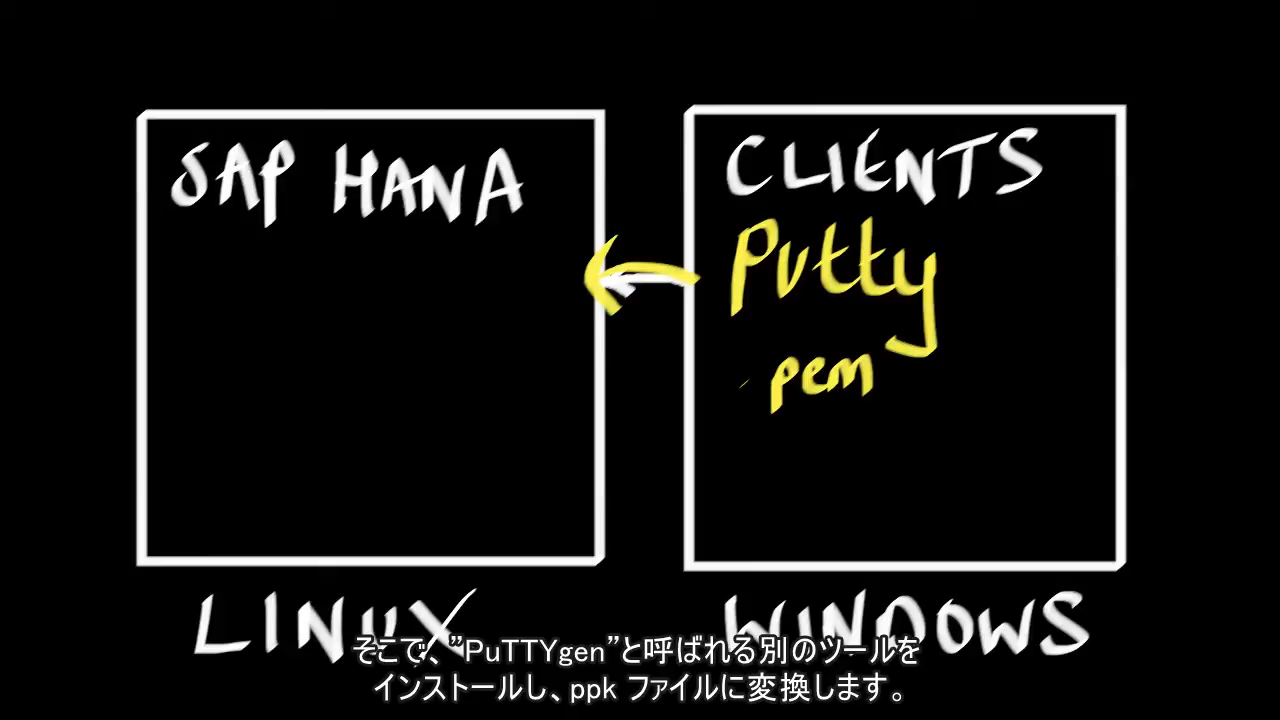 SAP HANA
CLIENTS
Putty
pem
LINUX
WINDOWS
そこで、”PuTTYgen”と呼ばれる別のツールを
インストールし、ppk ファイルに変換します。